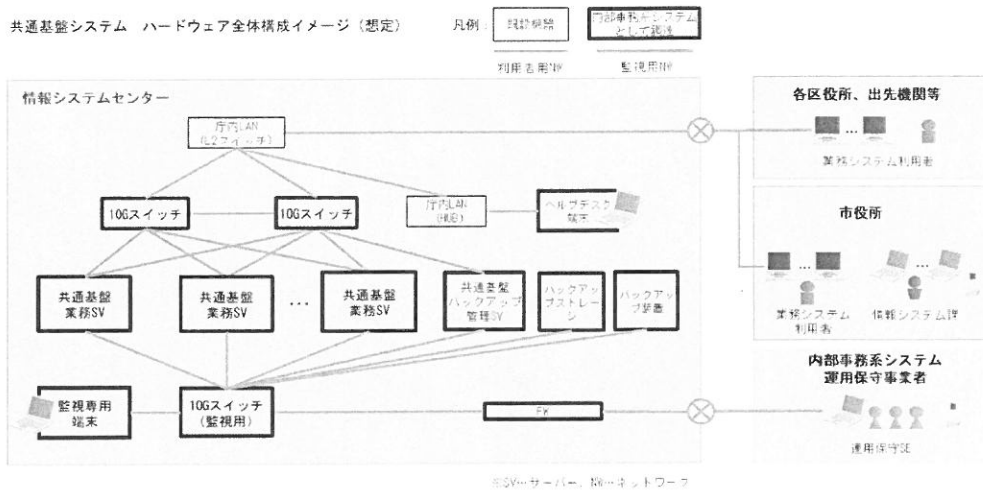 共通基盤システム　ハードウェア全体構成イメージ（想定）
凡例：
既設機器
内部事務系システム
として調達
利用者用NW
監視用NW
情報システムセンター
庁内LAN
(L2スイッチ)
各区役所、出先機関等
業務システム利用者
10Gスイッチ
10Gスイッチ
庁内LAN
(HUB)
ヘルプデスク
端末
市役所
業務システム
利用者
情報システム課
共通基盤
業務SV
共通基盤
業務SV
…
共通基盤
業務SV
共通基盤
バックアップ
管理SV
バックアッ
プストレー
ジ
バックアッ
プ装置
内部事務系システム
運用保守事業者
運用保守SE
監視専用
端末
10Gスイッチ
(監視用)
FW
※SV…サーバー、NW…ネットワーク